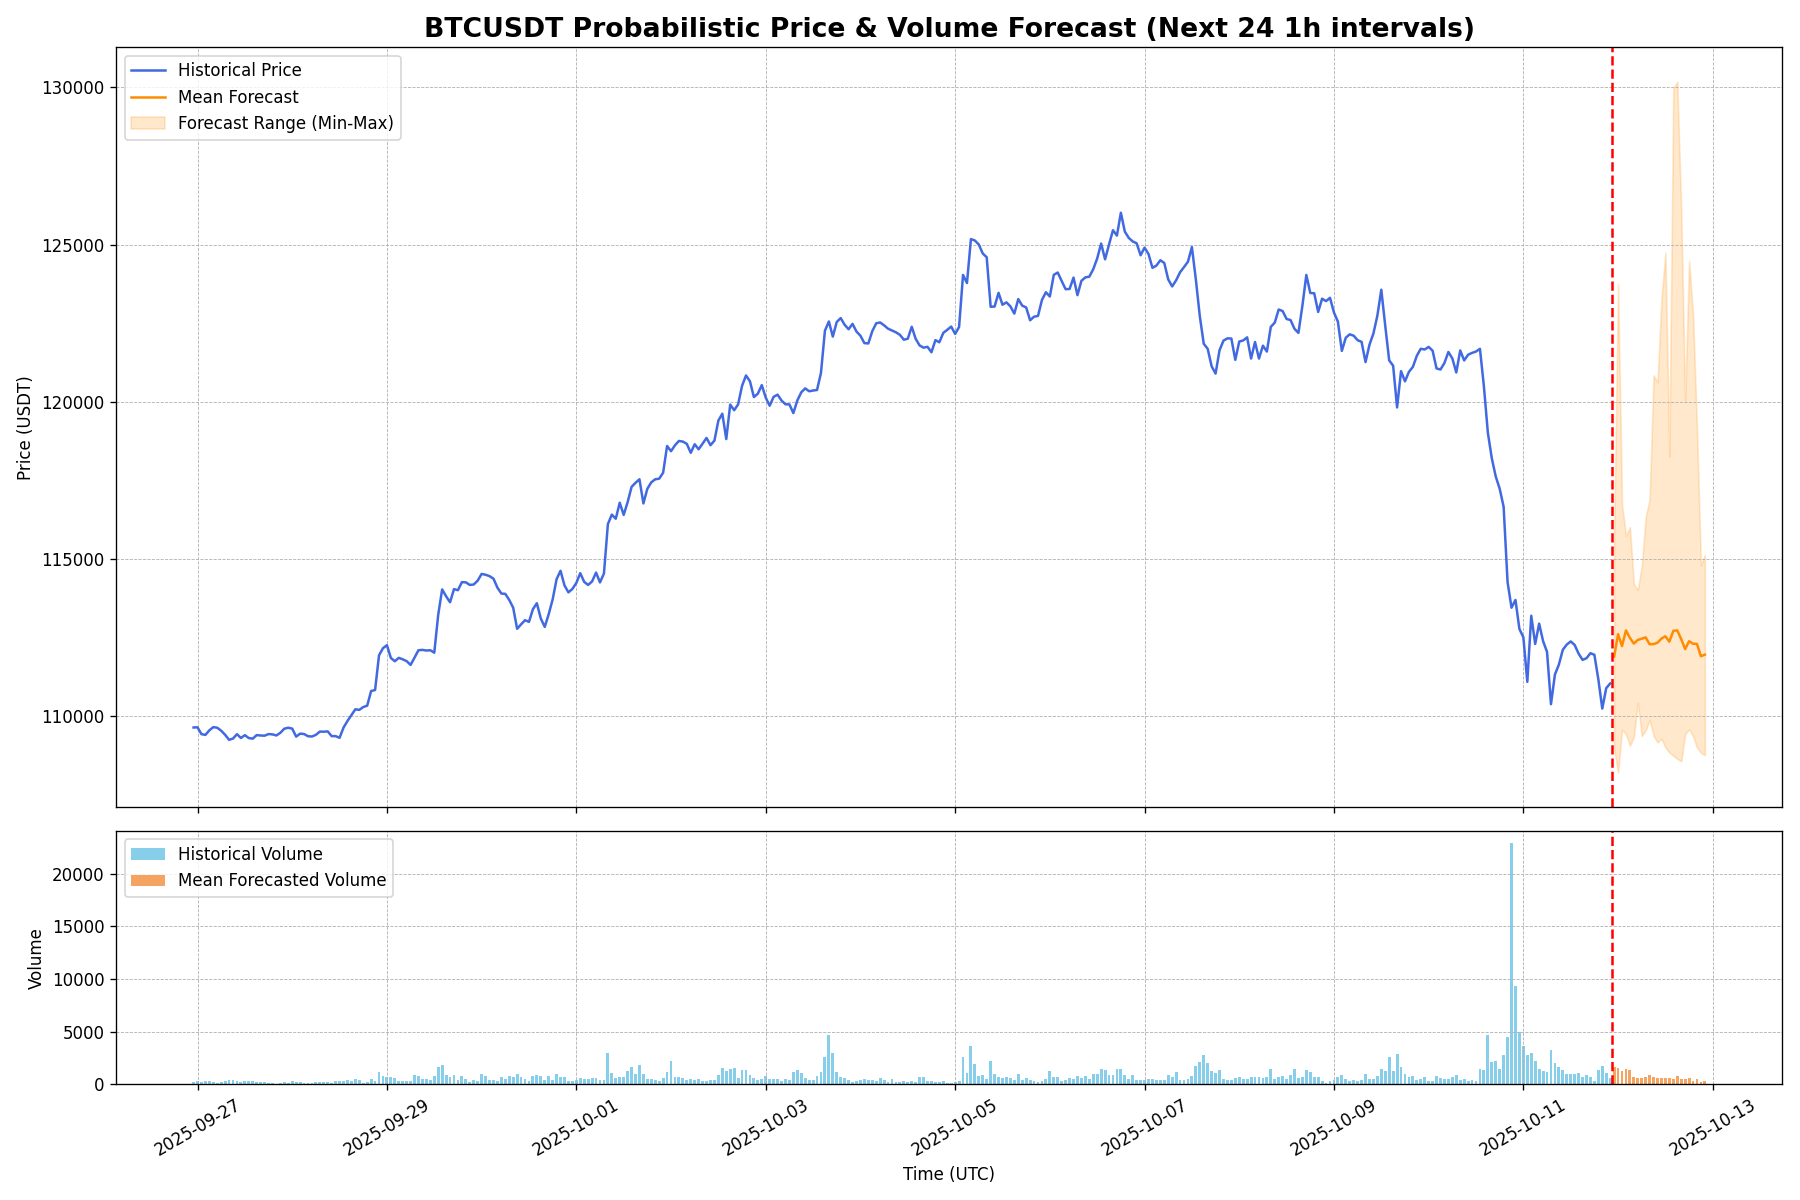 BTCUSDT Probabilistic Price & Volume Forecast (Next 24 1h intervals)
Historical Price
Mean Forecast
Forecast Range (Min-Max)
130000
125000
120000
115000
110000
Price (USDT)
Historical Volume
Mean Forecasted Volume
20000
15000
10000
5000
0
Volume
2025-09-27
2025-09-29
2025-10-01
2025-10-03
2025-10-05
2025-10-07
2025-10-09
2025-10-11
2025-10-13
Time (UTC)